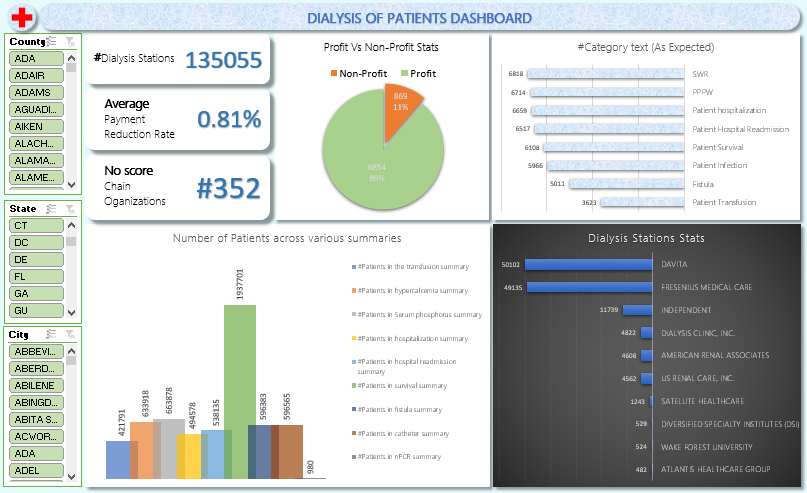 DIALYSIS OF PATIENTS DASHBOARD
County
ADA
ADAIR
ADAMS
AGUADI...
AIKEN
ALACH...
ALAMA...
ALAME...
State
CT
DC
DE
FL
GA
GU
City
ABBEVI...
ABERD...
ABILENE
ABINGD...
ABITA S...
ACWOR...
ADA
ADEL
#Dialysis Stations 135055
Average
Payment
Reduction Rate
0.81%
No score
Chain
Oganizations
#352
Profit Vs Non-Profit Stats
Non-Profit Profit
869
11%
6854
89%
#Category text (As Expected)
6818 SWR
6714 PPPW
6659 Patient hospitalization
6517 Patient Hospital Readmission
6108 Patient Survival
5966 Patient Infection
5011 Fistula
3623 Patient Transfusion
Number of Patients across various summaries
421791
633918
663878
494578
538135
1937701
596383
596565
980
#Patients in the transfusion summary
#Patients in hypercalcemia summary
#Patients in Serum phosphorus summary
#Patients in hospitalization summary
#Patients in hospital readmission
summary
#Patients in survival summary
#Patients in fistula summary
#Patients in catheter summary
#Patients in nPCR summary
Dialysis Stations Stats
50102 DAVITA
49135 FRESENIUS MEDICAL CARE
11739 INDEPENDENT
4822 DIALYSIS CLINIC, INC.
4608 AMERICAN RENAL ASSOCIATES
4562 US RENAL CARE, INC.
1243 SATELLITE HEALTHCARE
529 DIVERSIFIED SPECIALTY INSTITUTES (DSI)
524 WAKE FOREST UNIVERSITY
482 ATLANTIS HEALTHCARE GROUP